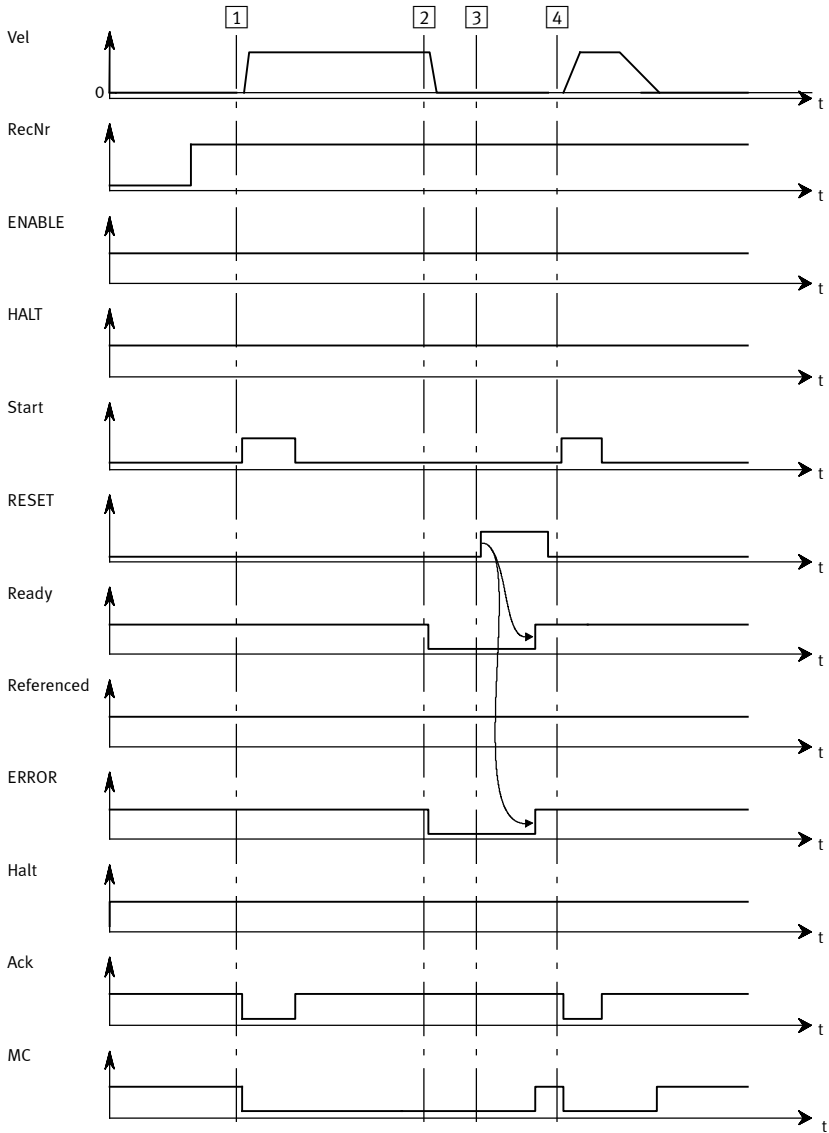 1 2 3 4
Vel
0
t
RecNr
t
ENABLE
t
HALT
t
Start
t
RESET
t
Ready
t
Referenced
t
ERROR
t
Halt
t
Ack
t
MC
t